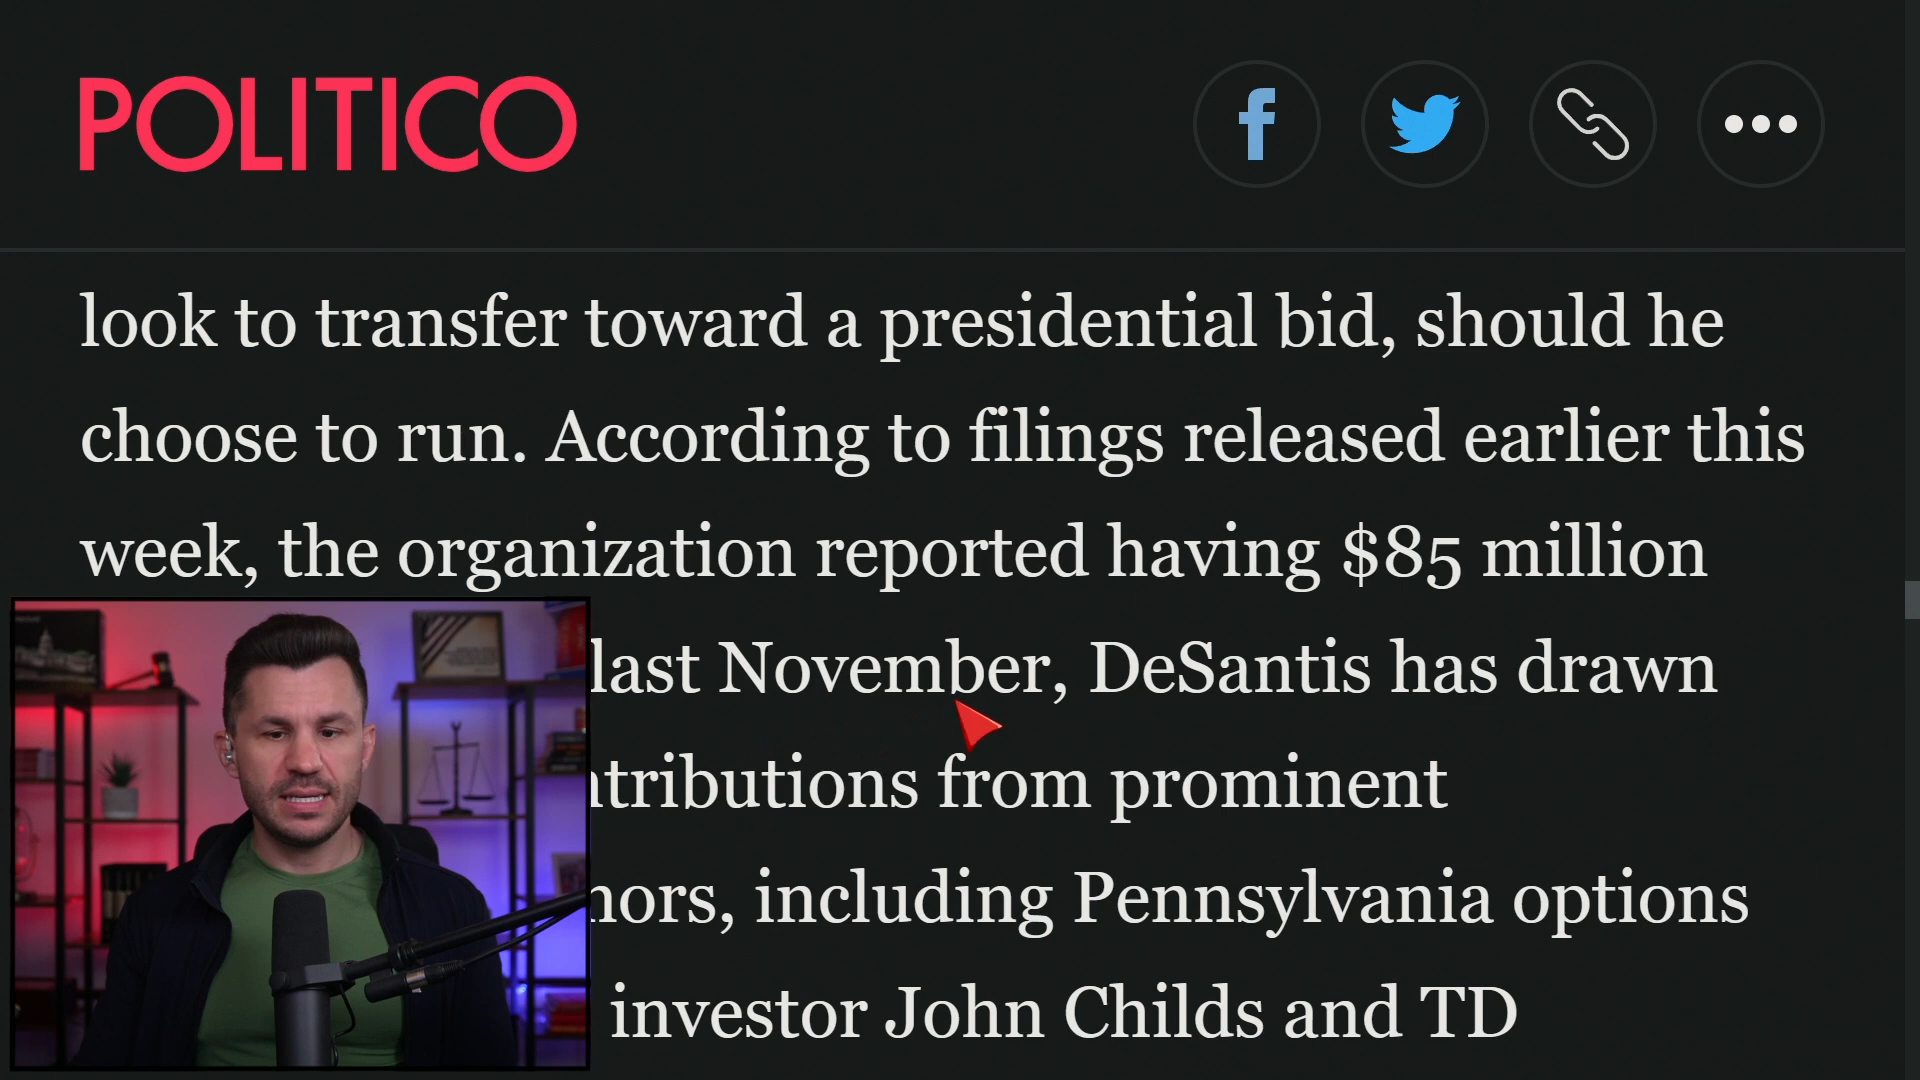 POLITICO
look to transfer toward a presidential bid, should he
choose to run. According to filings released earlier this
week, the organization reported having $85 million
last November, DeSantis has drawn
from prominent
including Pennsylvania options
investor John Childs and TD